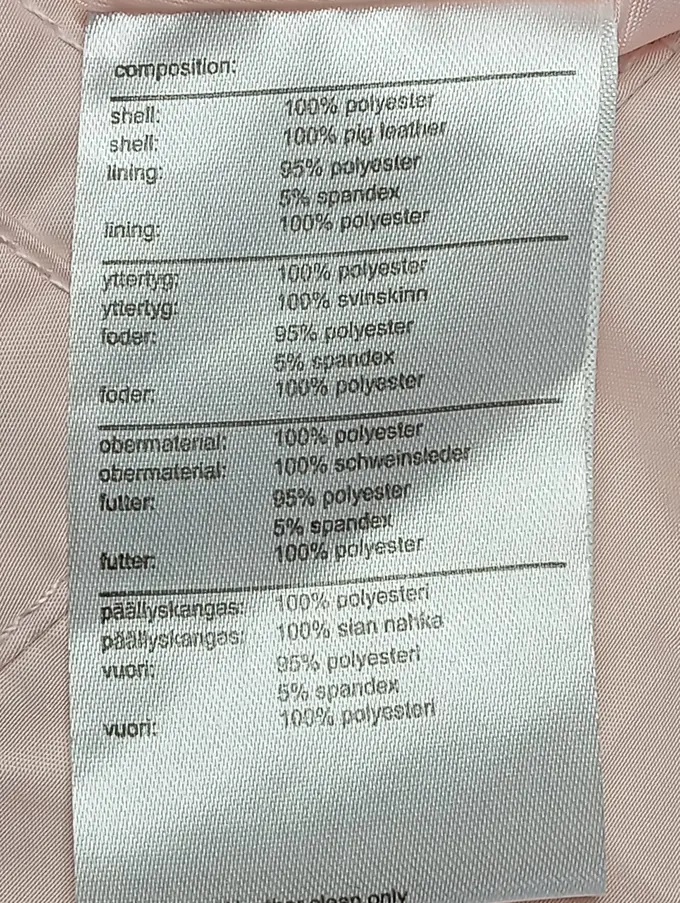 composition:
shell: 100% polyester
shell: 100% pig leather
lining: 95% polyester
5% spandex
lining: 100% polyester
yttertyg: 100% polyester
yttertyg: 100% svinskinn
foder: 95% polyester
5% spandex
foder: 100% polyester
obermaterial: 100% polyester
obermaterial: 100% schweinsleder
futter: 95% polyester
5% spandex
futter: 100% polyester
päällyskangas: 100% polyesteri
päällyskangas: 100% sian nahka
vuori: 95% polyesteri
5% spandex
vuori: 100% polyesteri
clean only